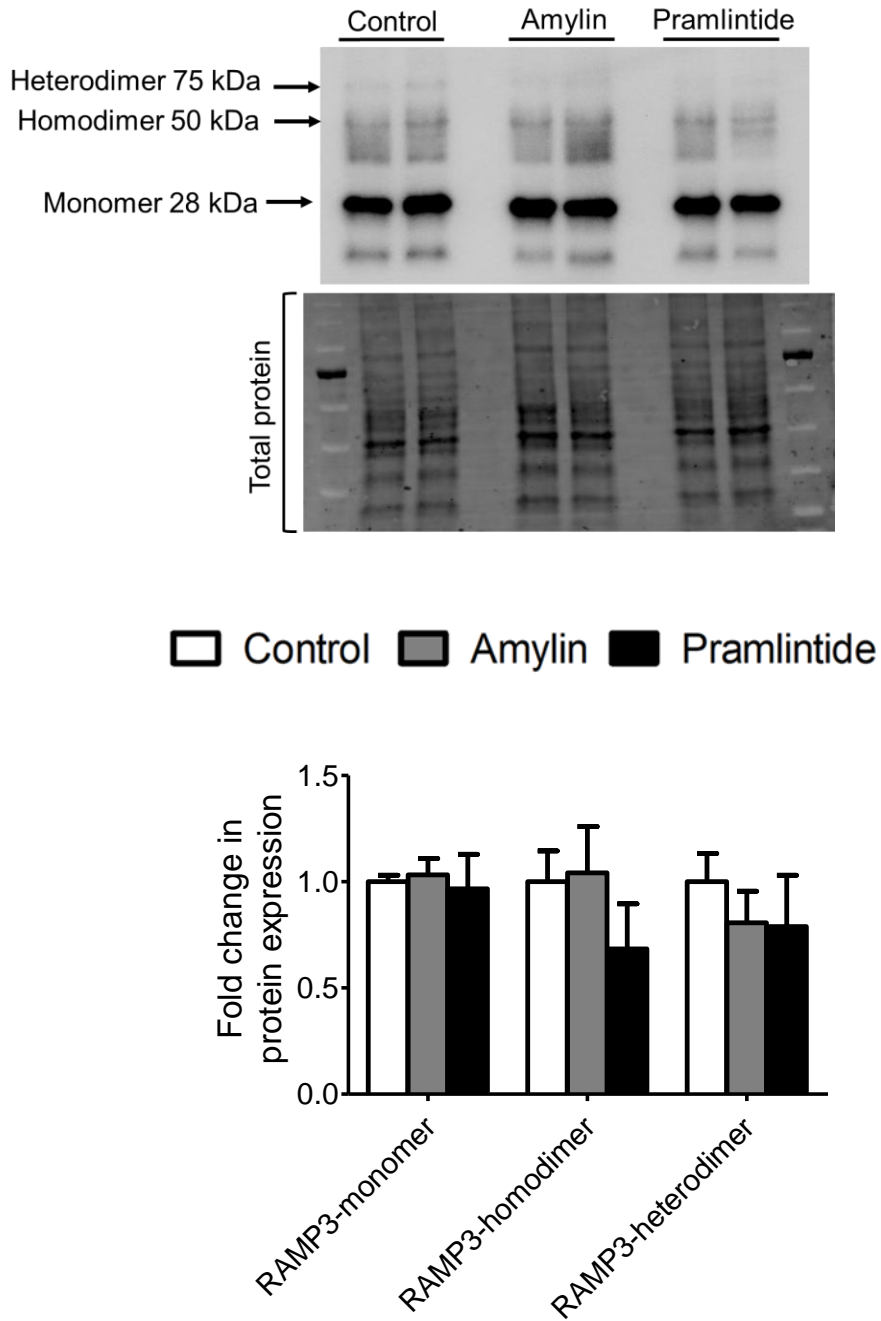 Control Amylin Pramlintide
Heterodimer 75 kDa
Homodimer 50 kDa
Monomer 28 kDa
Total protein
Control Amylin Pramlintide
Fold change in
protein expression
1.5
1.0
0.5
0.0
RAMP3-monomer
RAMP3-homodimer
RAMP3-heterodimer